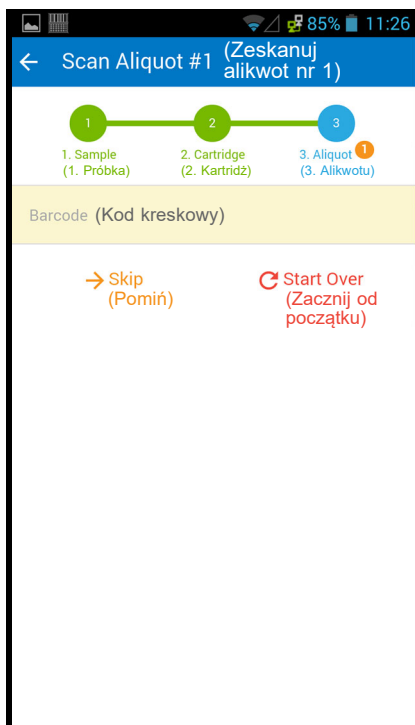 85% 11:26
Scan Aliquot #1 (Zeskanuj
alikwot nr 1)
1 2 3
1. Sample 2. Cartridge 3. Aliquot 1
(1. Próbka) (2. Kartridż) (3. Alikwotu)
Barcode (Kod kreskowy)
Skip Start Over
(Pomiń) (Zacznij od
początku)